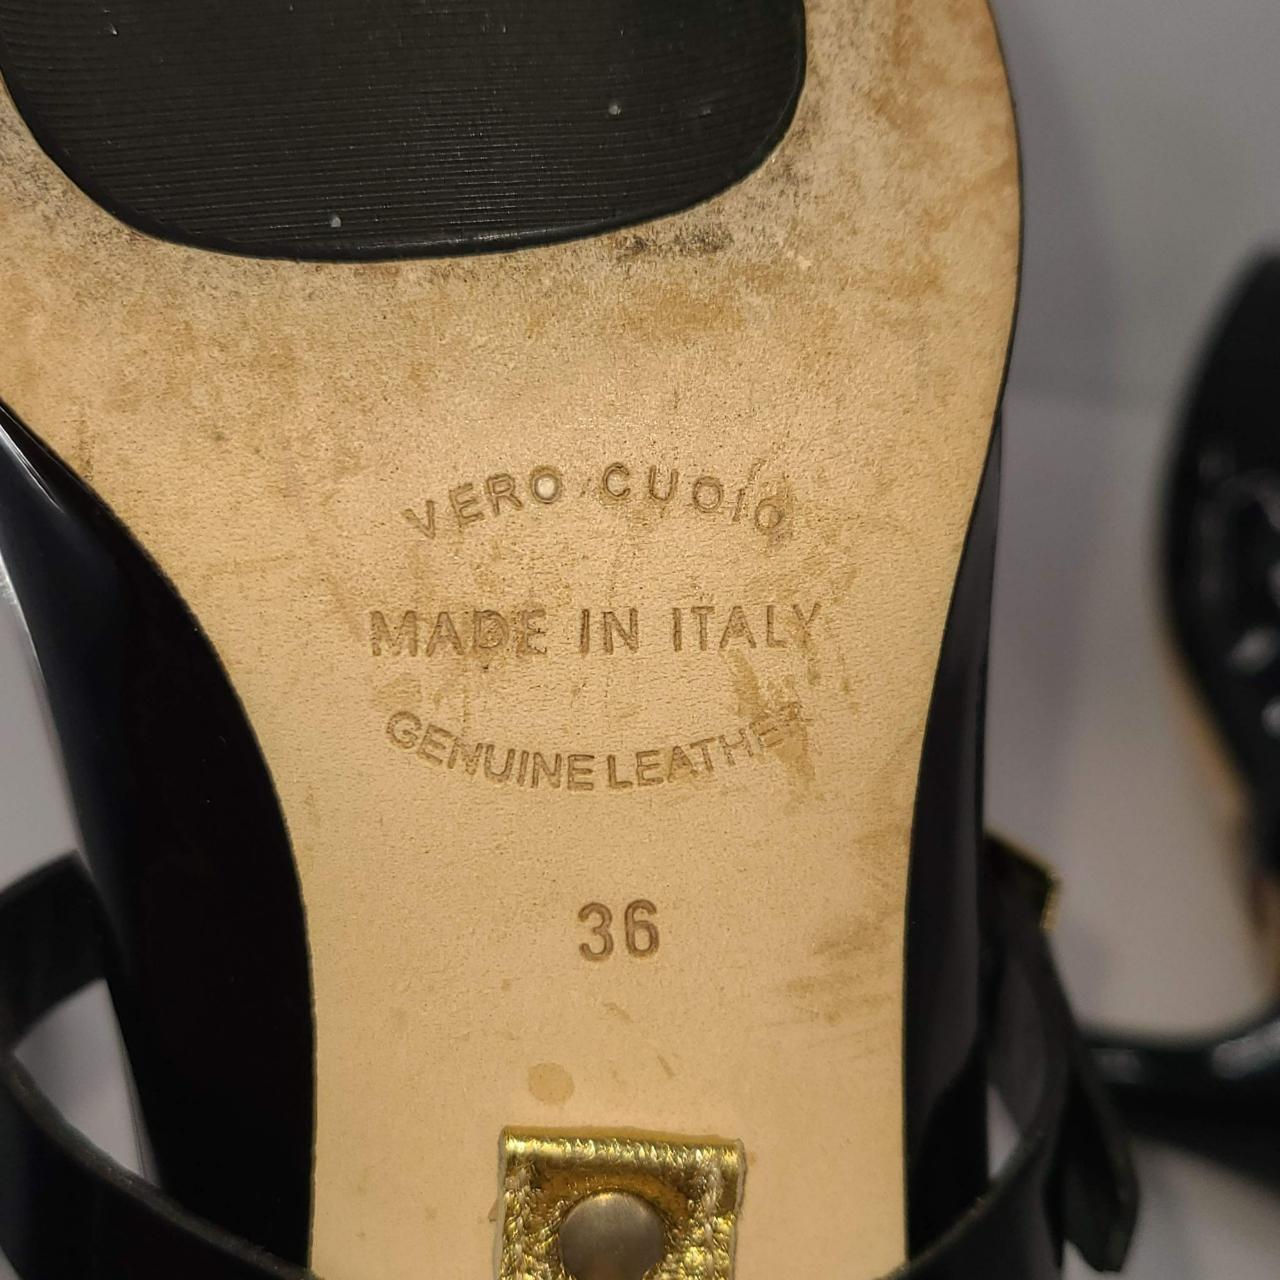 VERO CUOIO
MADE IN ITALY
GENUINE LEATHER
36